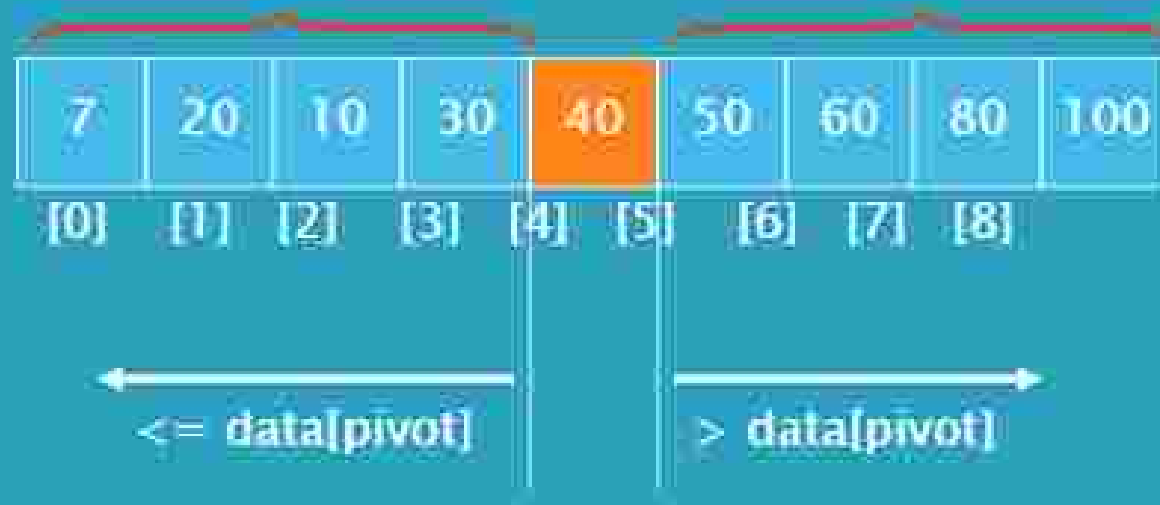 7 20 10 30 40 50 60 80 100
[0] [1] [2] [3] [4] [5] [6] [7] [8]
<= data[pivot] > data[pivot]